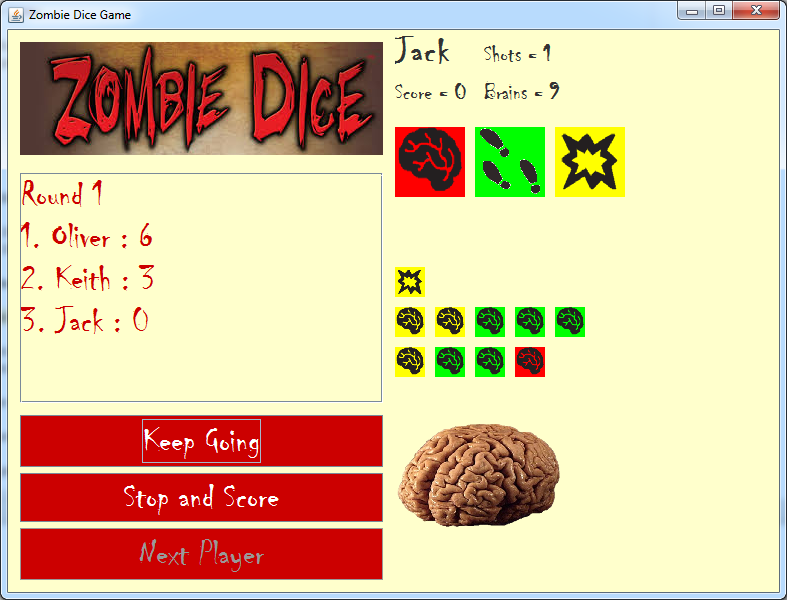 Zombie Dice Game
ZOMBIE DICE
Round 1
1. Oliver : 6
2. Keith : 3
3. Jack : 0
Keep Going
Stop and Score
Next Player
Jack Shots = 1
Score = 0 Brains = 9